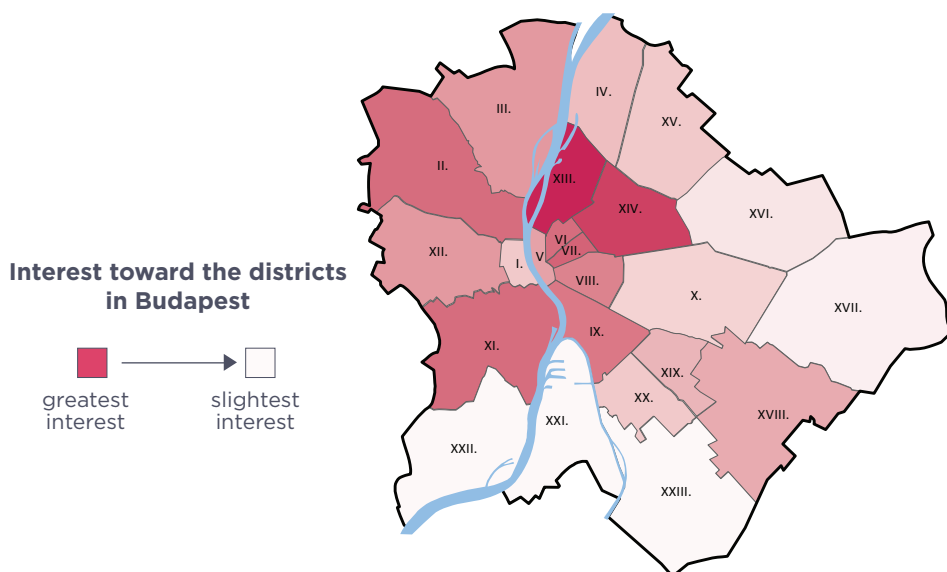 Interest toward the districts
in Budapest
greatest
interest
slightest
interest
IV.
III.
XV.
II.
XIII.
XIV.
XVI.
VI
XII.
V
VII.
I.
VIII.
X.
XVII.
IX.
XI.
XIX.
XX.
XVIII.
XXI.
XXII.
XXIII.